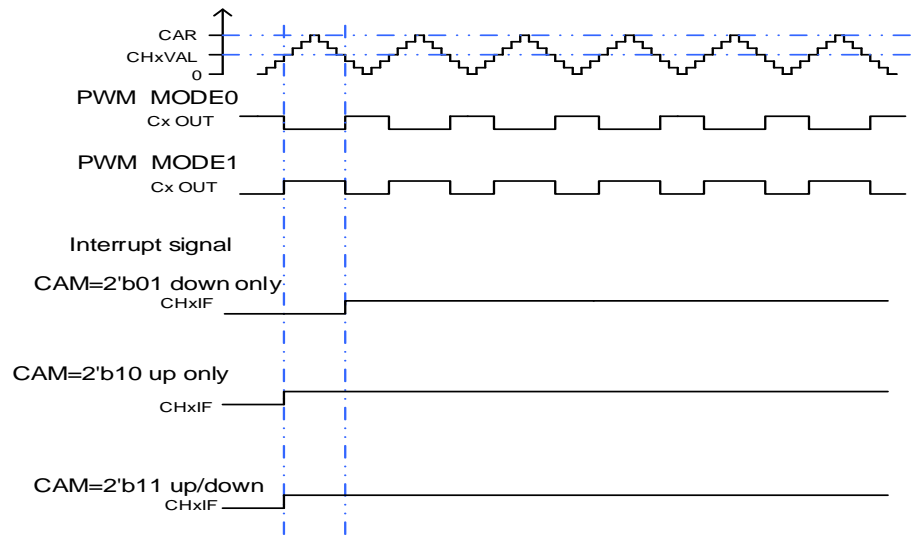 CAR
CHxVAL
0
PWM MODE0
Cx OUT
PWM MODE1
Cx OUT
Interrupt signal
CAM=2'b01 down only
CHxIF
CAM=2'b10 up only
CHxIF
CAM=2'b11 up/down
CHxIF